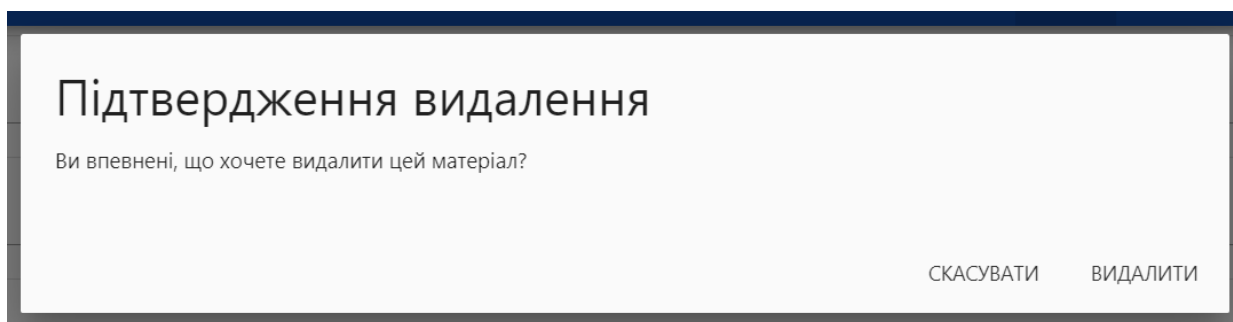 Підтвердження видалення
Ви впевнені, що хочете видалити цей матеріал?
СКАСУВАТИ ВИДАЛИТИ